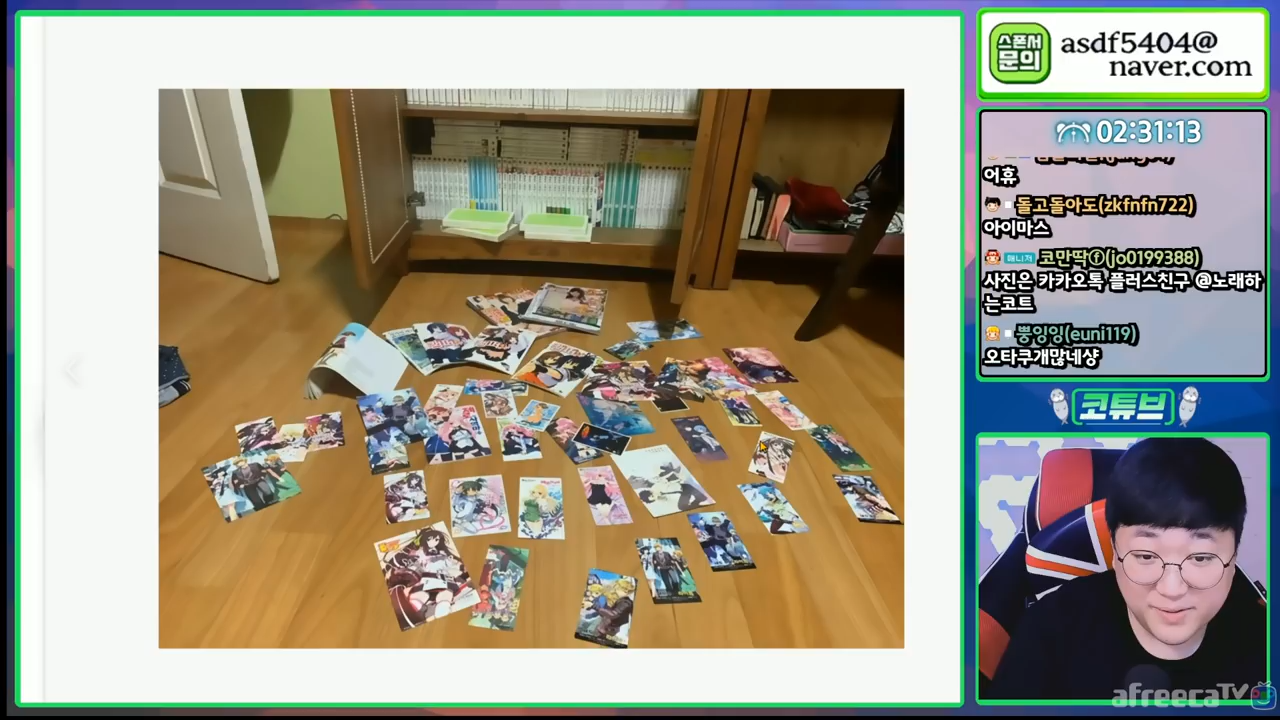 스폰서
문의
asdf5404@
naver.com
02:31:13
어휴
돌고돌아도(zkfnfn722)
아이마스
매니저 코만딱ⓕ(jo0199388)
사진은 카카오톡 플러스친구 @노래하
는코트
뿡잉잉(euni119)
오타쿠개많네샹
코튜브
afreecaTV